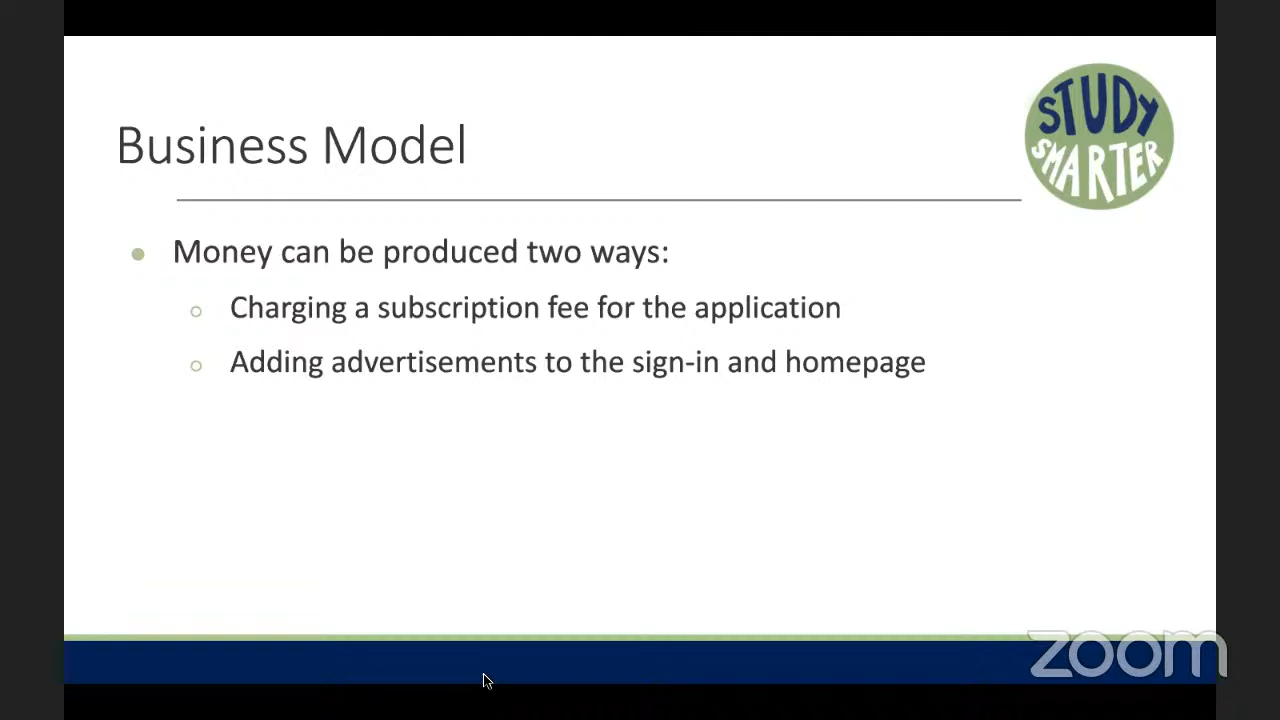 STUDY
SMARTER
Business Model
Money can be produced two ways:
Charging a subscription fee for the application
Adding advertisements to the sign-in and homepage
zoom